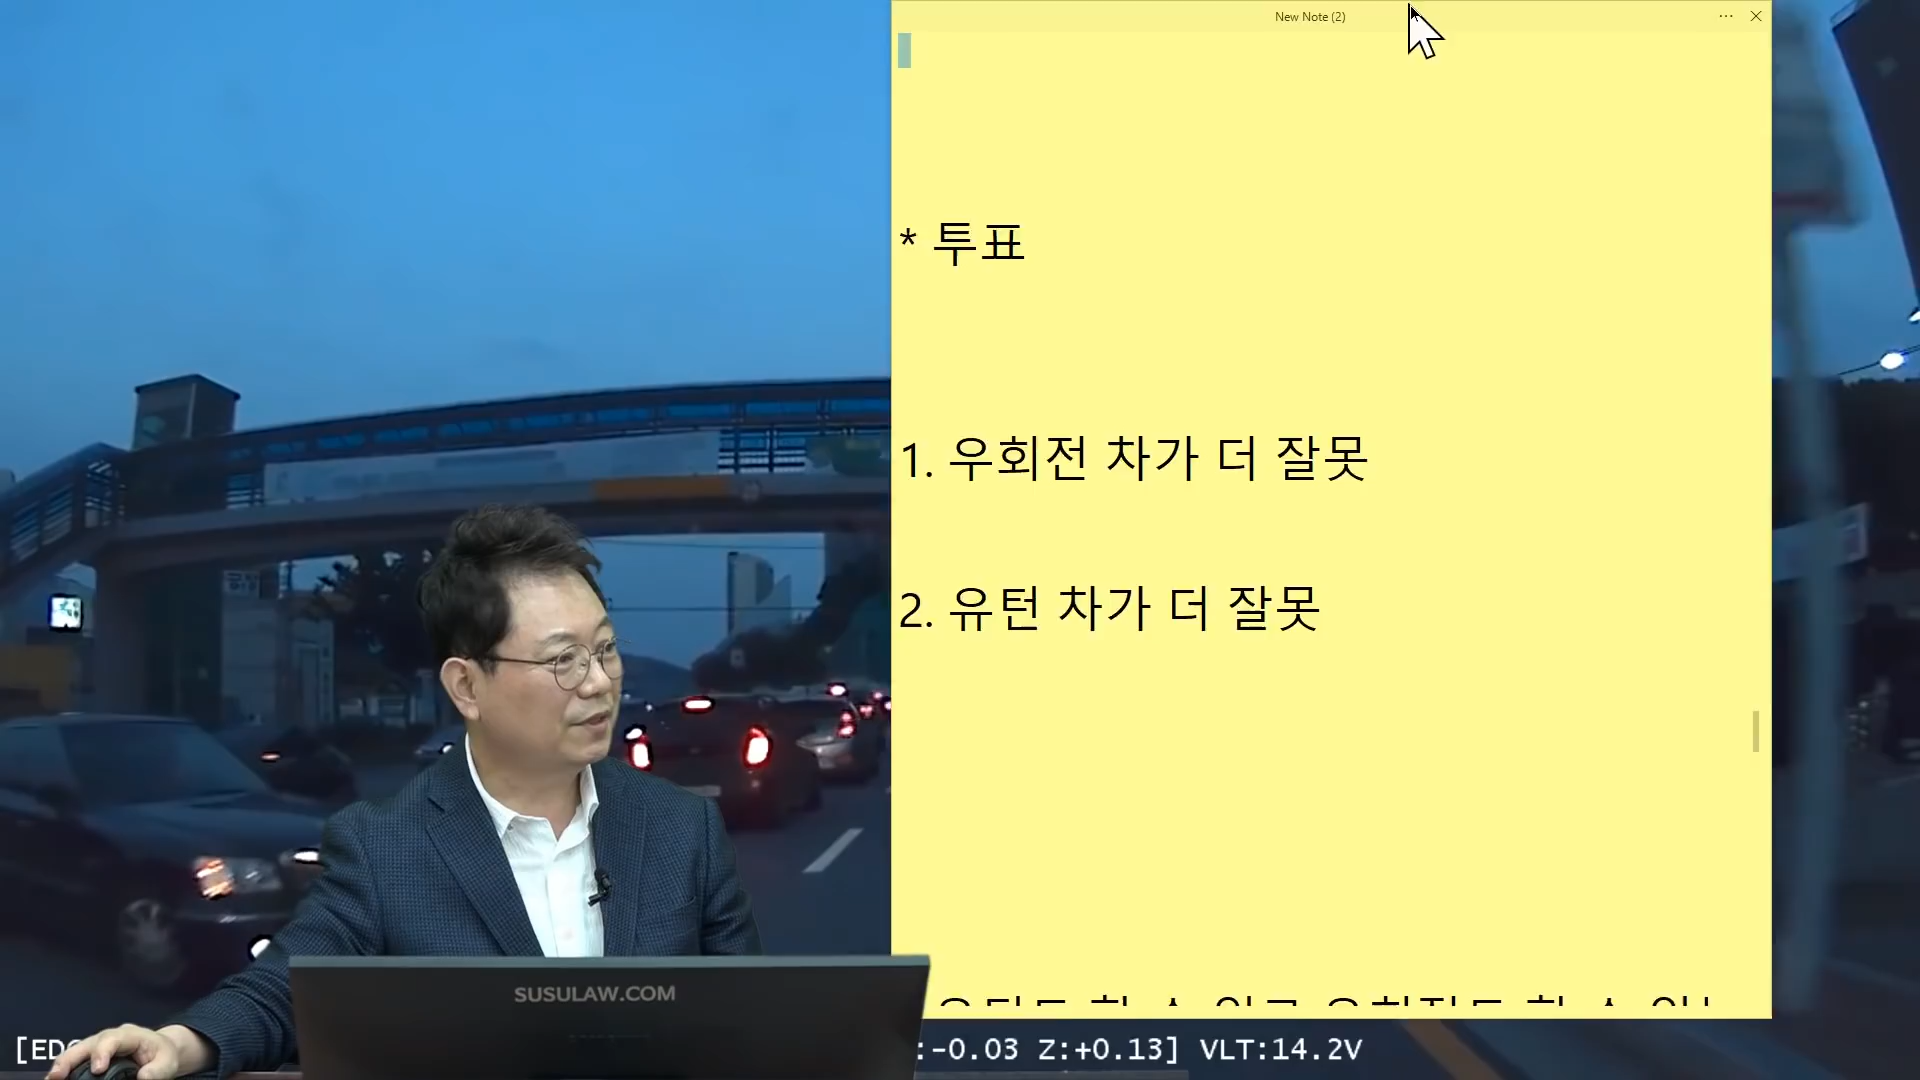 New Note (2)
* 투표
1. 우회전 차가 더 잘못
2. 유턴 차가 더 잘못
SUSULAW.COM
:-0.03 Z:+0.13] VLT:14.2V